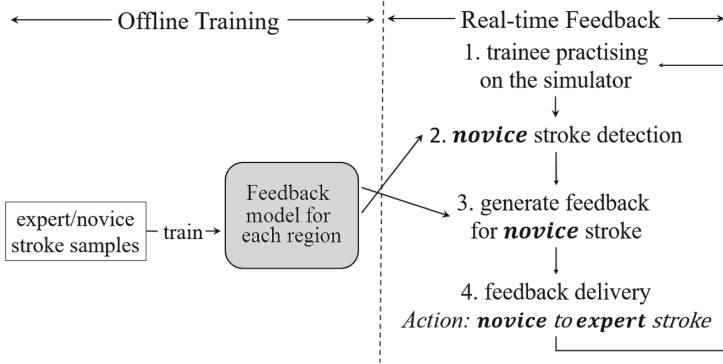 Offline Training
Real-time Feedback
1. trainee practising
on the simulator
2. novice stroke detection
Feedback
model for
each region
expert/novice
stroke samples
train
3. generate feedback
for novice stroke
4. feedback delivery
Action: novice to expert stroke